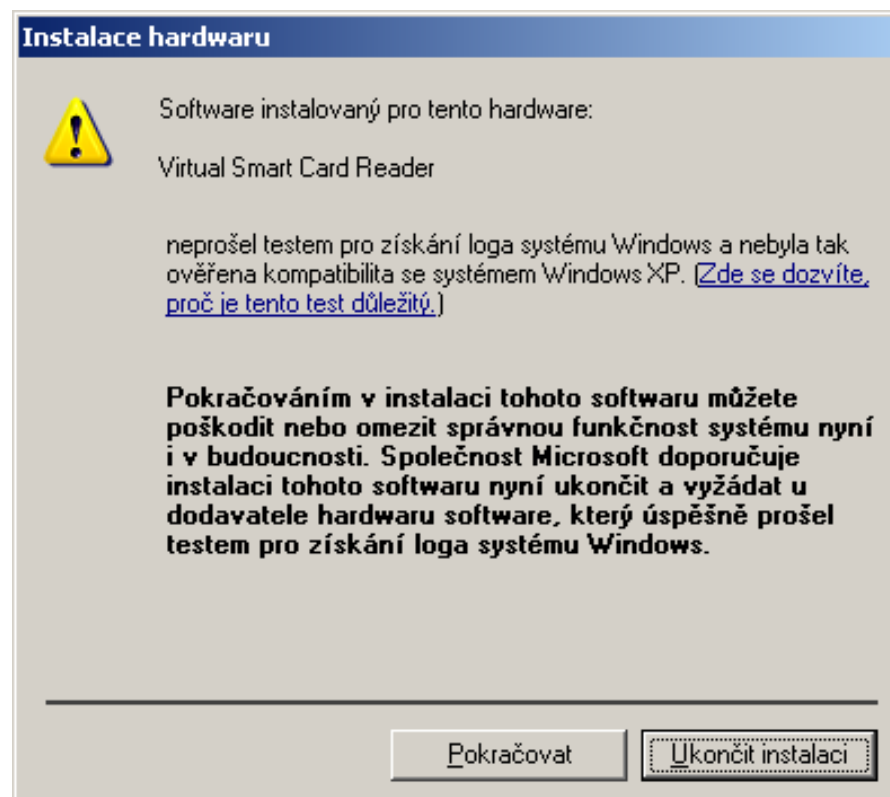 Instalace hardwaru
Software instalovaný pro tento hardware:
Virtual Smart Card Reader
neprošel testem pro získání loga systému Windows a nebyla tak
ověřena kompatibilita se systémem Windows XP. (Zde se dozvíte,
proč je tento test důležitý.)
Pokračováním v instalaci tohoto softwaru můžete
poškodit nebo omezit správnou funkčnost systému nyní
i v budoucnosti. Společnost Microsoft doporučuje
instalaci tohoto softwaru nyní ukončit a vyžádat u
dodavatele hardwaru software, který úspěšně prošel
testem pro získání loga systému Windows.
Pokračovat
Ukončit instalaci